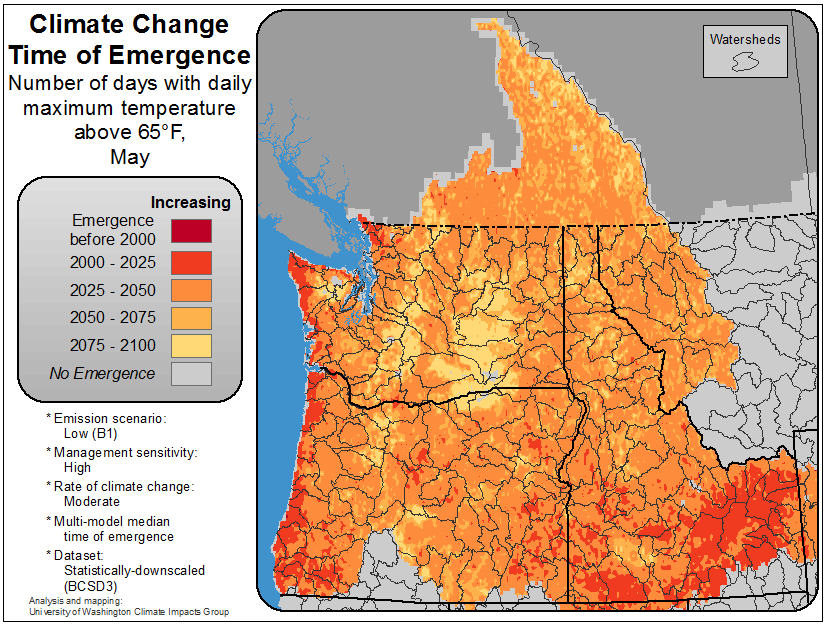 Climate Change
Time of Emergence
Number of days with daily
maximum temperature
above 65°F,
May
Increasing
Emergence
before 2000
2000 - 2025
2025 - 2050
2050 - 2075
2075 - 2100
No Emergence
* Emission scenario:
Low (B1)
* Management sensitivity:
High
* Rate of climate change:
Moderate
* Multi-model median
time of emergence
* Dataset:
Statistically-downscaled
(BCSD3)
Analysis and mapping:
University of Washington Climate Impacts Group
Watersheds